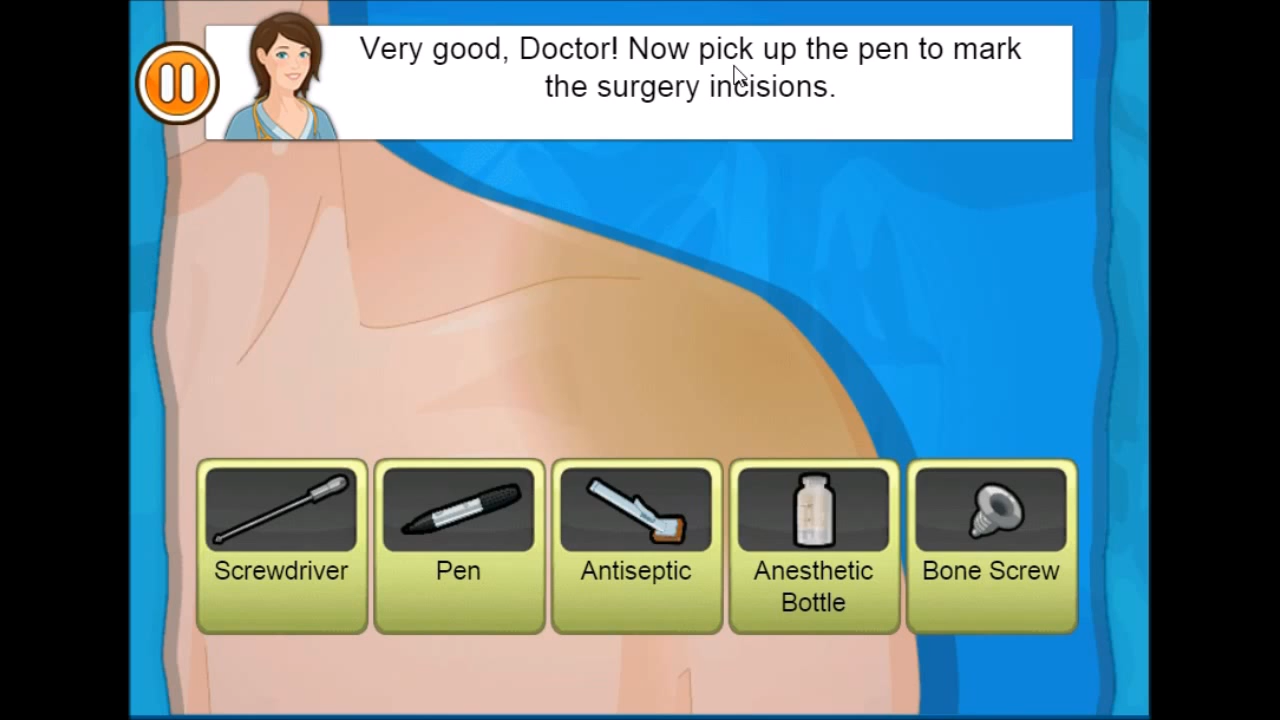 Very good, Doctor! Now pick up the pen to mark
the surgery incisions.
Screwdriver
Pen
Antiseptic
Anesthetic
Bottle
Bone Screw